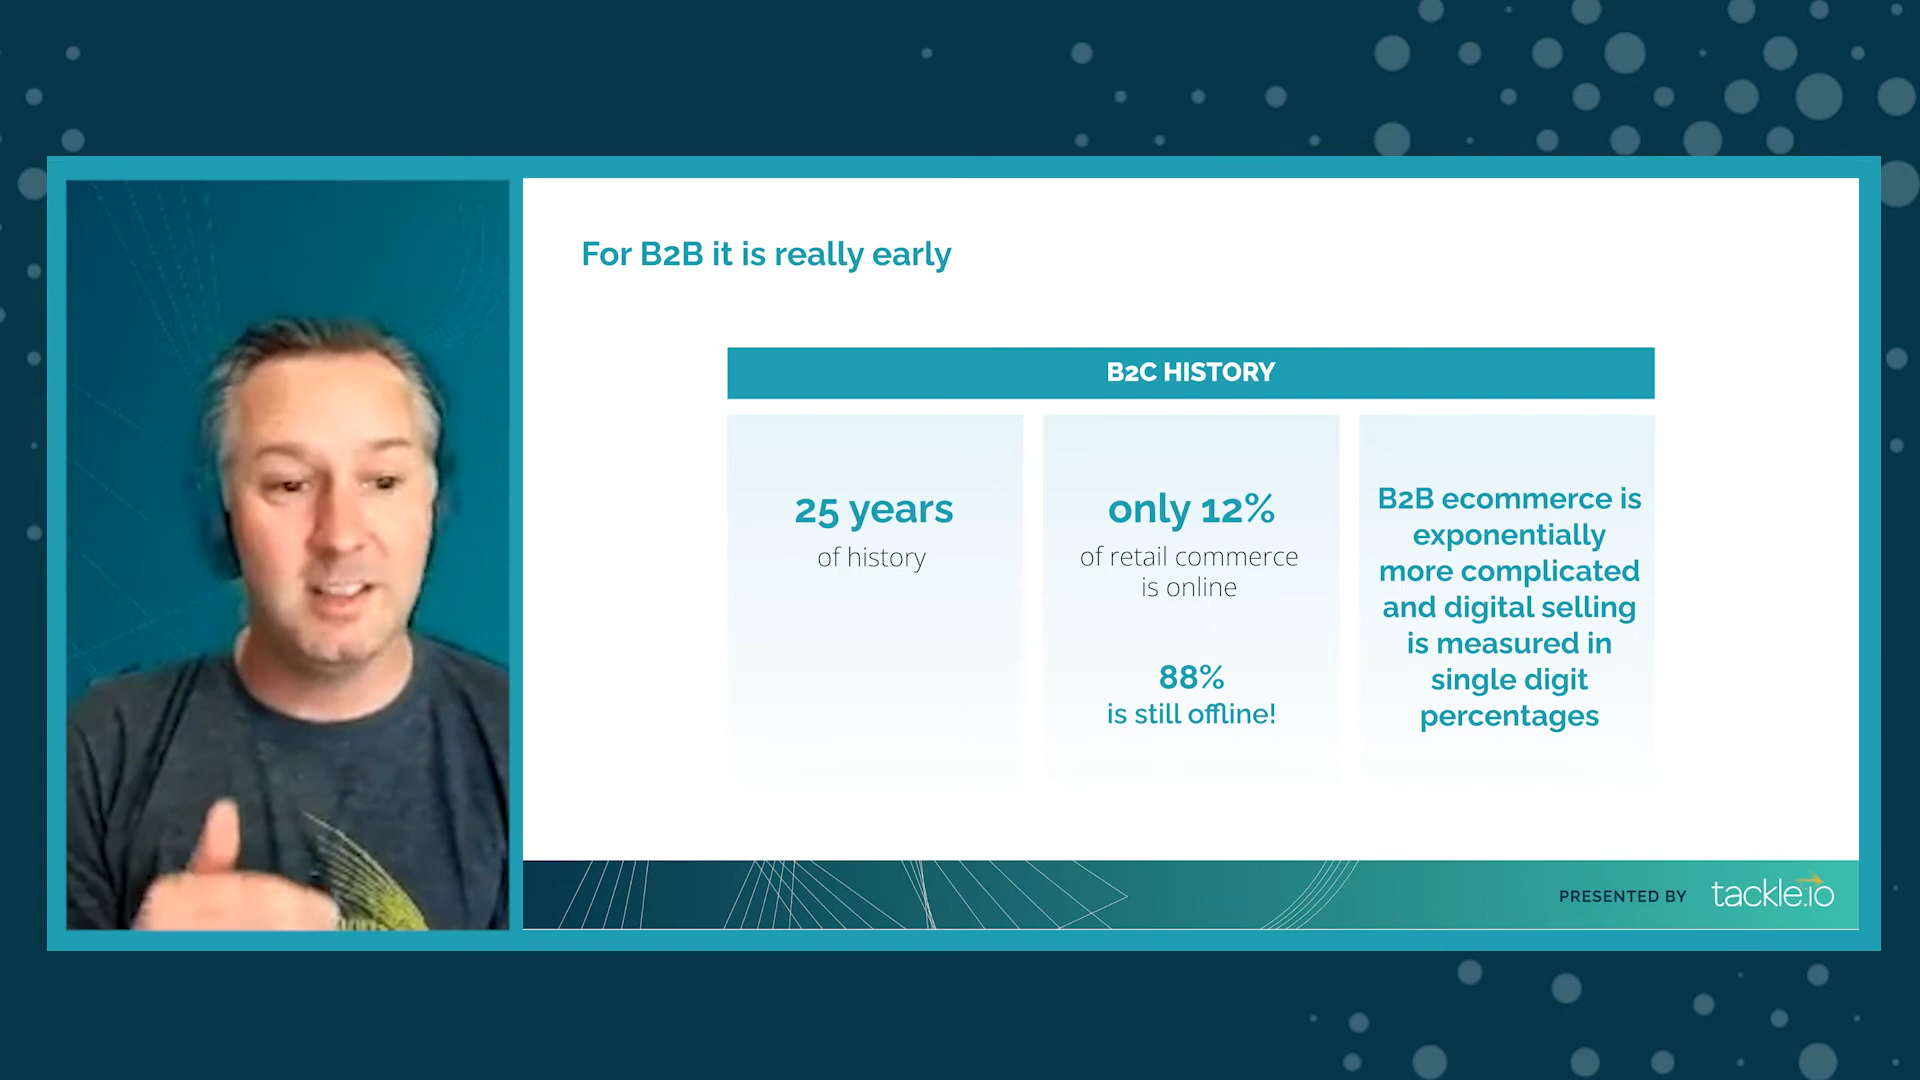 For B2B it is really early
B2C HISTORY
25 years
of history
only 12%
of retail commerce
is online
88%
is still offline!
B2B ecommerce is
exponentially
more complicated
and digital selling
is measured in
single digit
percentages
PRESENTED BY tackle.io